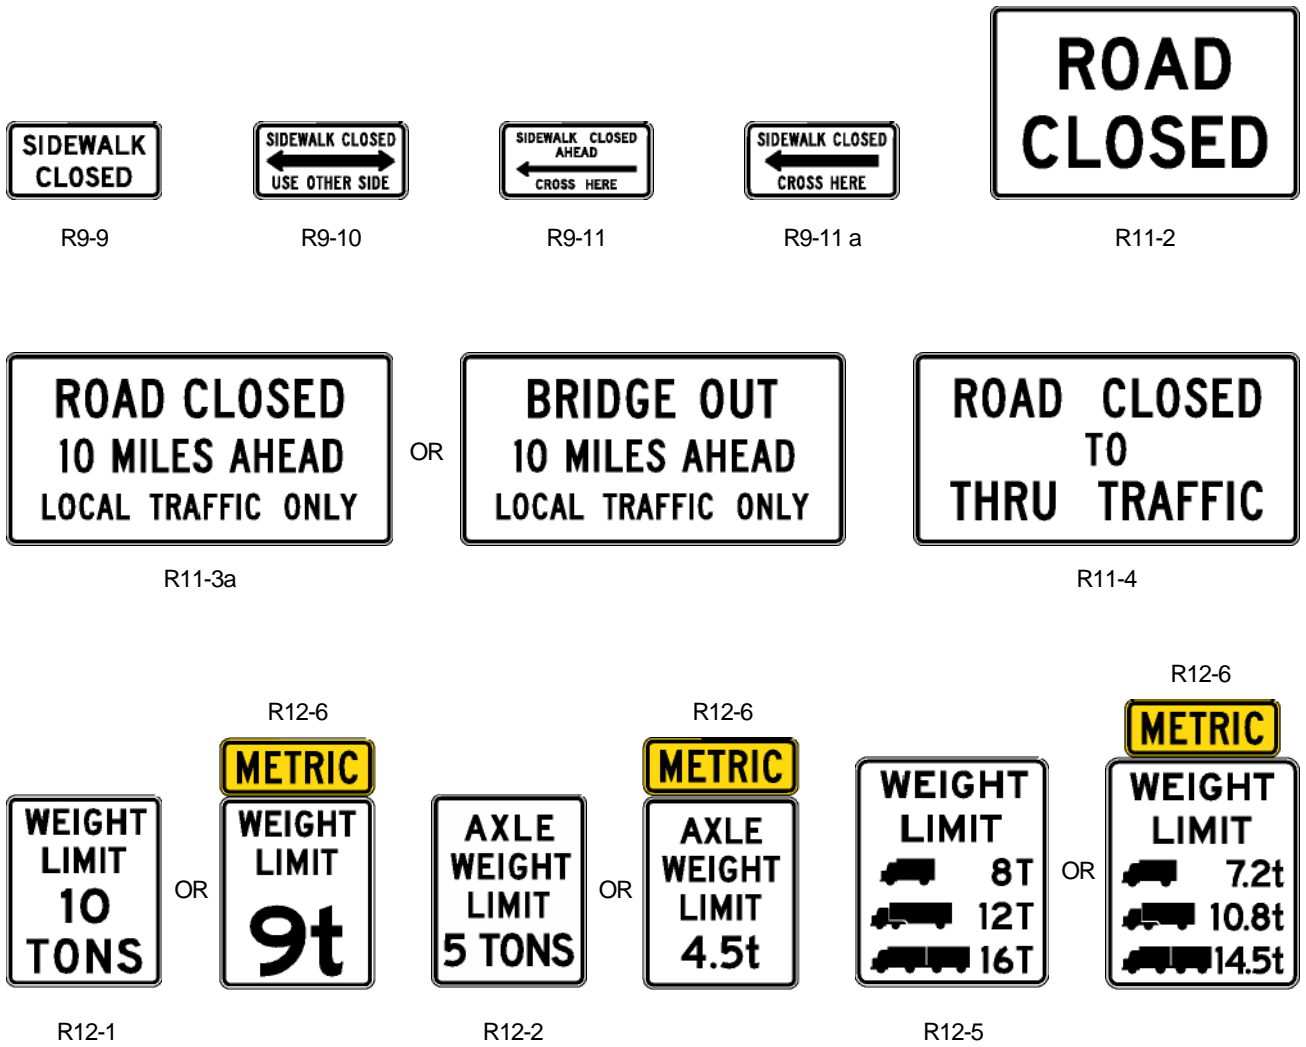 SIDEWALK
CLOSED
R9-9
SIDEWALK CLOSED
USE OTHER SIDE
R9-10
SIDEWALK CLOSED
AHEAD
CROSS HERE
R9-11
SIDEWALK CLOSED
CROSS HERE
R9-11 a
ROAD
CLOSED
R11-2
ROAD CLOSED
10 MILES AHEAD
LOCAL TRAFFIC ONLY
R11-3a
OR
BRIDGE OUT
10 MILES AHEAD
LOCAL TRAFFIC ONLY
ROAD CLOSED
TO
THRU TRAFFIC
R11-4
WEIGHT
LIMIT
10
TONS
R12-1
OR
R12-6
METRIC
WEIGHT
LIMIT
9t
AXLE
WEIGHT
LIMIT
5 TONS
R12-2
OR
R12-6
METRIC
AXLE
WEIGHT
LIMIT
4.5t
WEIGHT
LIMIT
8T
12T
16T
R12-5
OR
R12-6
METRIC
WEIGHT
LIMIT
7.2t
10.8t
14.5t